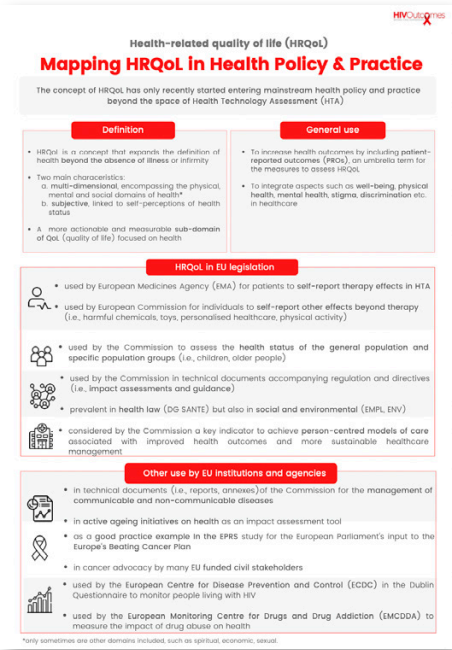 HIVOutcomes
Health-related quality of life (HRQoL)
Mapping HRQoL in Health Policy & Practice
The concept of HRQoL has only recently started entering mainstream health policy and practice
beyond the space of Health Technology Assessment (HTA)
Definition
• HRQoL is a concept that expands the definition of
health beyond the absence of illness or infirmity
• Two main characeristics:
a. multi-dimensional, encompassing the physical,
mental and social domains of health*
b. subjective, linked to self-perceptions of health
status
• A more actionable and measurable sub-domain
of QoL (quality of life) focused on health
General use
• To increase health outcomes by including patient-
reported outcomes (PROs), an umbrella term for
the measures to assess HRQoL
• To integrate aspects such as well-being, physical
health, mental health, stigma, discrimination etc.
in healthcare
HRQoL in EU legislation
• used by European Medicines Agency (EMA) for patients to self-report therapy effects in HTA
• used by European Commission for individuals to self-report other effects beyond therapy
(i.e., harmful chemicals, toys, personalised healthcare, physical activity)
• used by the Commission to assess the health status of the general population and
specific population groups (i.e., children, older people)
• used by the Commission in technical documents accompanying regulation and directives
(i.e., impact assessments and guidance)
• prevalent in health law (DG SANTE) but also in social and environmental (EMPL, ENV)
• considered by the Commission a key indicator to achieve person-centred models of care
associated with improved health outcomes and more sustainable healthcare
management
Other use by EU institutions and agencies
• in technical documents (i.e., reports, annexes)of the Commission for the management of
communicable and non-communicable diseases
• in active ageing initiatives on health as an impact assessment tool
• as a good practice example in the EPRS study for the European Parliament's input to the
Europe's Beating Cancer Plan
• in cancer advocacy by many EU funded civil stakeholders
• used by the European Centre for Disease Prevention and Control (ECDC) in the Dublin
Questionnaire to monitor people living with HIV
• used by the European Monitoring Centre for Drugs and Drug Addiction (EMCDDA) to
measure the impact of drug abuse on health
*only sometimes are other domains included, such as spiritual, economic, sexual.